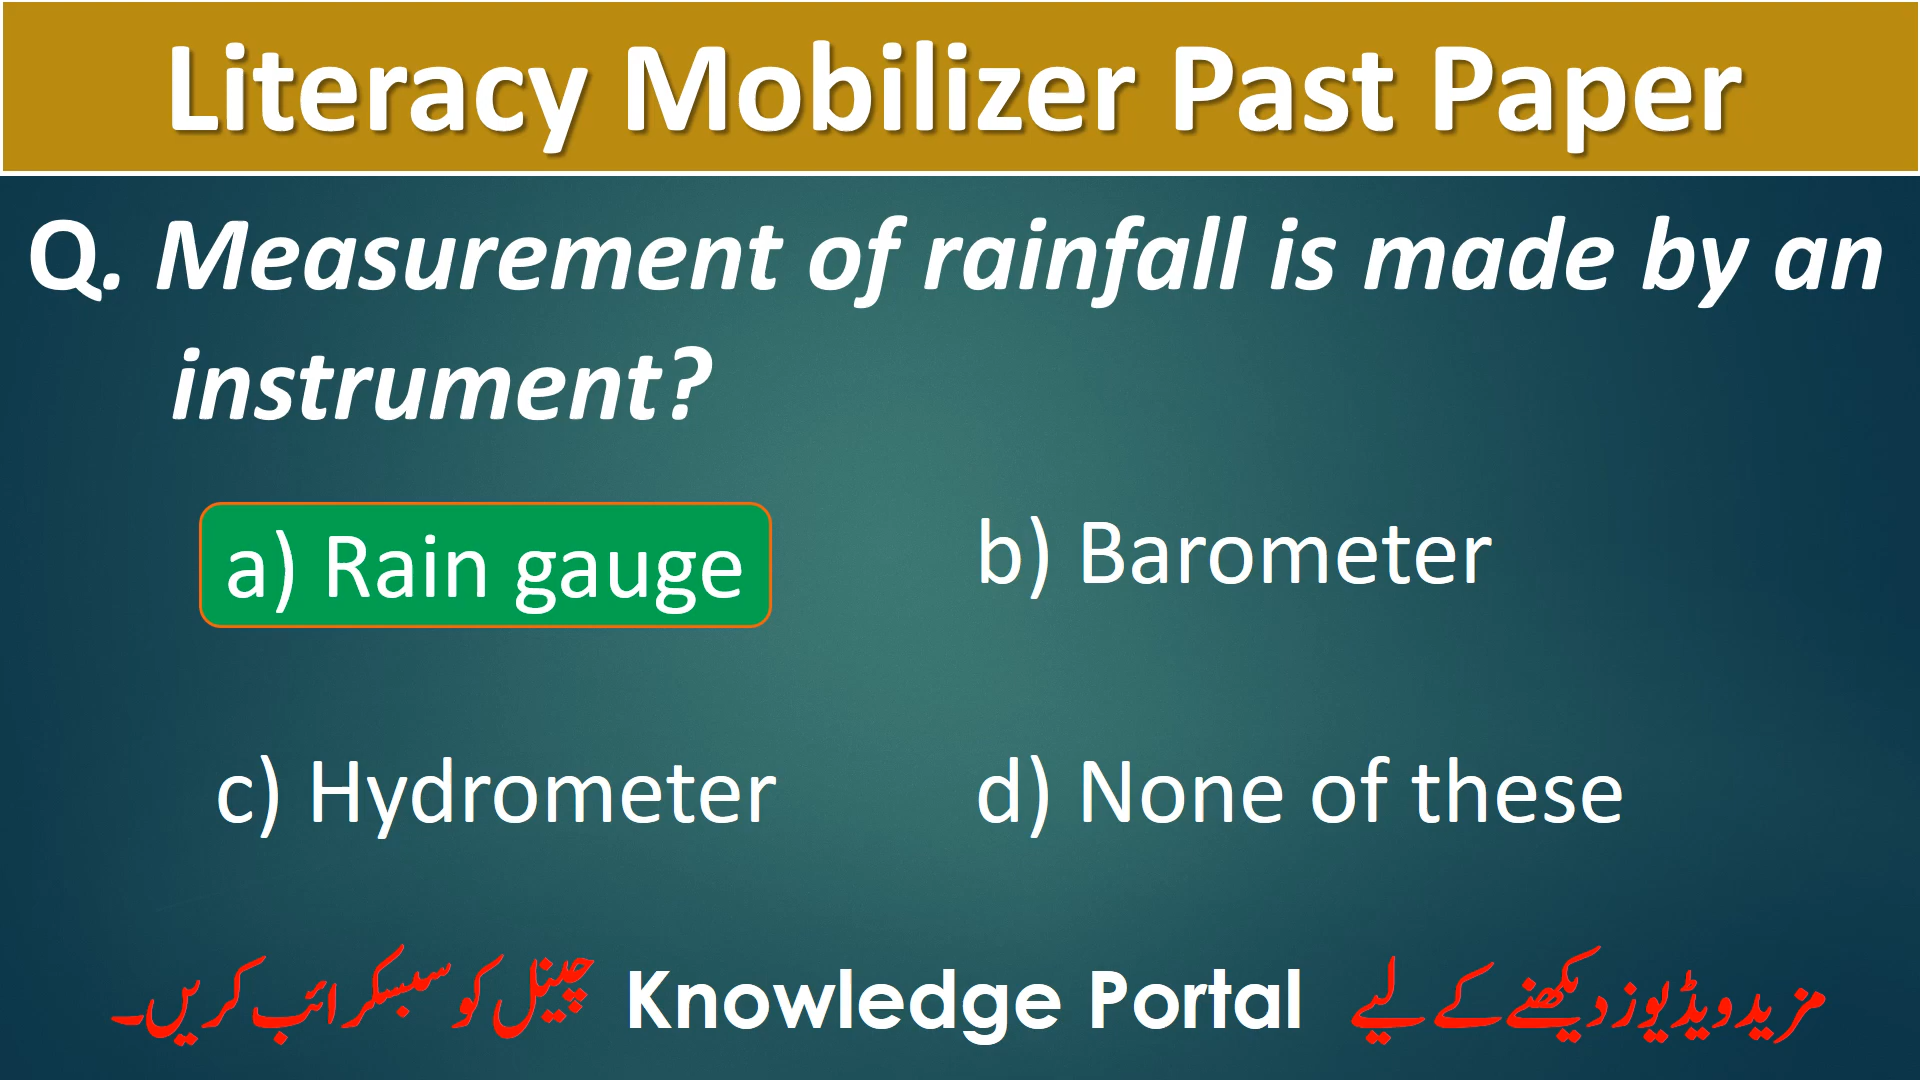 Literacy Mobilizer Past Paper
Q. Measurement of rainfall is made by an
instrument?
a) Rain gauge
b) Barometer
c) Hydrometer
d) None of these
مزید ویڈیوز دیکھنے کے لیے Knowledge Portal چینل کو سبسکرائب کریں۔